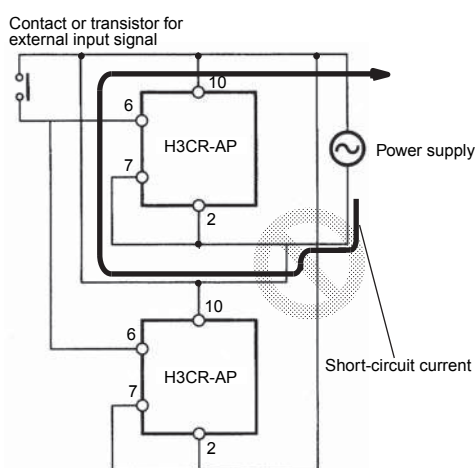 Contact or transistor for
external input signal
10
6
H3CR-AP
7
2
Power supply
10
6
H3CR-AP
7
2
Short-circuit current